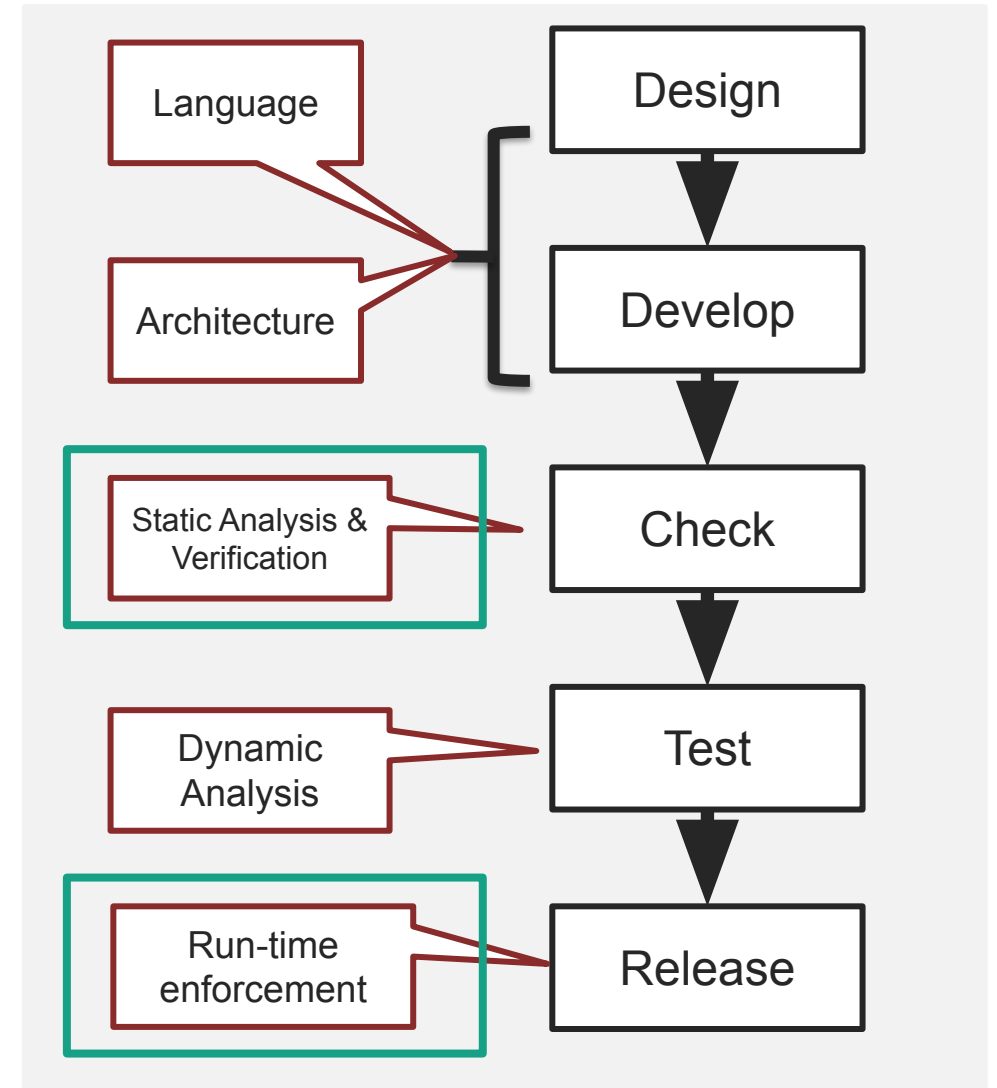 Language
Design
Architecture
Develop
Static Analysis &
Verification
Check
Dynamic
Analysis
Test
Run-time
enforcement
Release